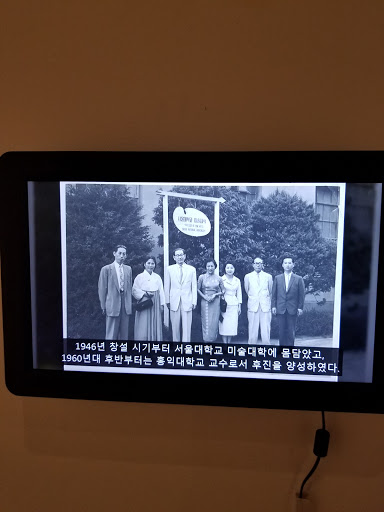 1946년 창설 시기부터 서울대학교 미술대학에 몸담았고,
1960년대 후반부터는 홍익대학교 교수로서 후진을 양성하였다.